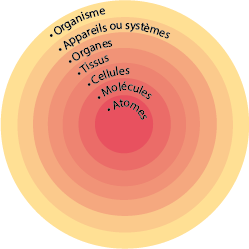 • Organisme
• Appareils ou systèmes
• Organes
• Tissus
• Cellules
• Molécules
• Atomes